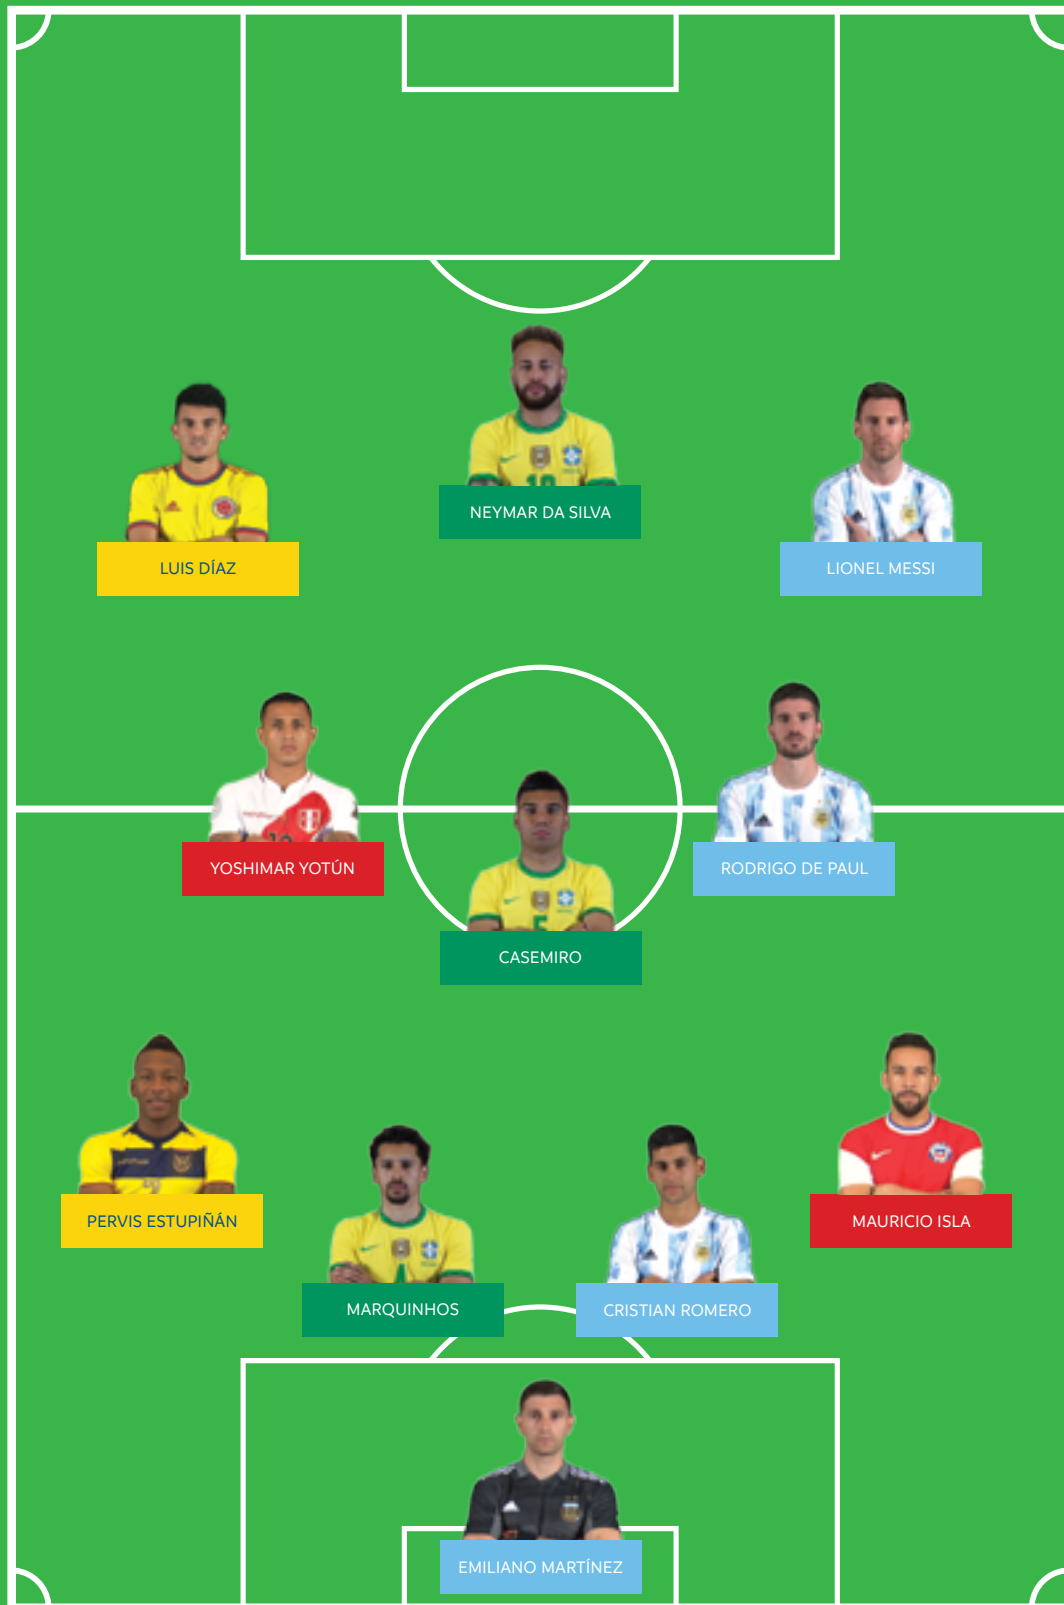 NEYMAR DA SILVA
LUIS DÍAZ
LIONEL MESSI
YOSHIMAR YOTÚN
RODRIGO DE PAUL
CASEMIRO
PERVIS ESTUPIÑÁN
MAURICIO ISLA
MARQUINHOS
CRISTIAN ROMERO
EMILIANO MARTÍNEZ